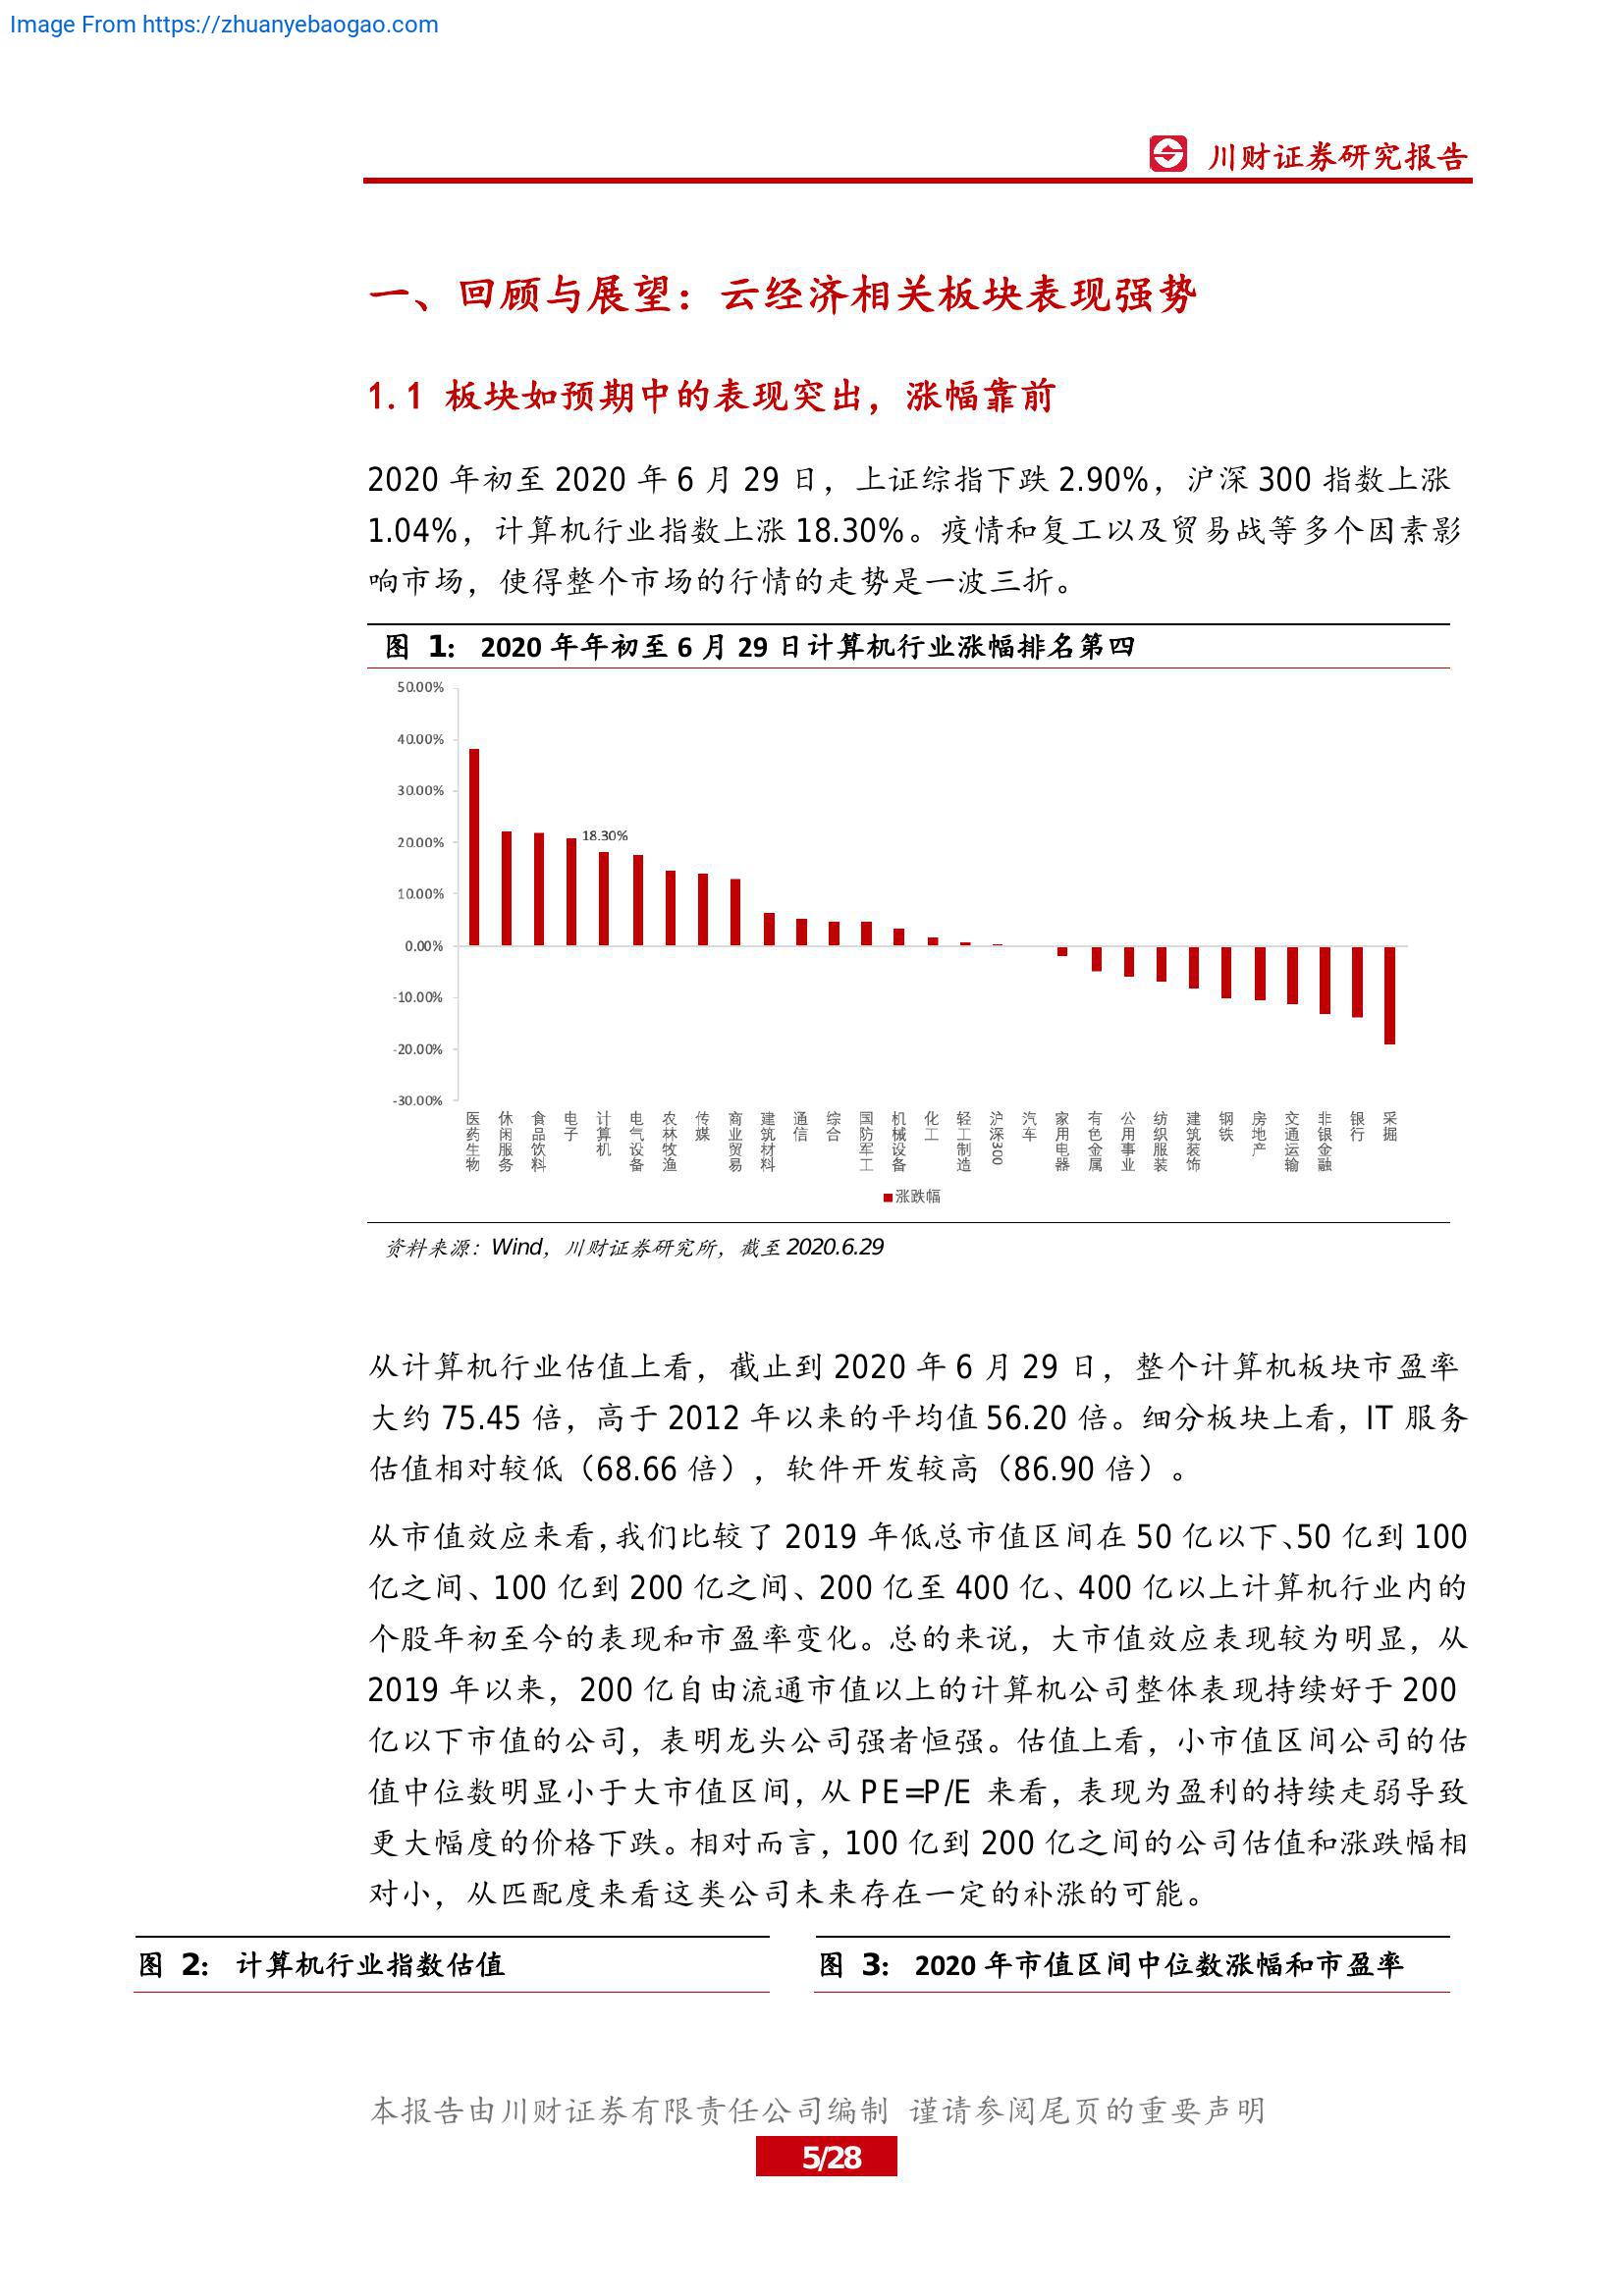 Image From https://zhuanyebaogao.com
川财证券研究报告
一、回顾与展望：云经济相关板块表现强势
1.1 板块如预期中的表现突出，涨幅靠前
2020 年初至 2020 年 6 月 29 日，上证综指下跌 2.90%，沪深 300 指数上涨
1.04%，计算机行业指数上涨 18.30%。疫情和复工以及贸易战等多个因素影
响市场，使得整个市场的行情的走势是一波三折。
图 1： 2020 年年初至 6 月 29 日计算机行业涨幅排名第四
50.00%
40.00%
30.00%
20.00%
10.00%
0.00%
-10.00%
-20.00%
-30.00%
18.30%
医药生物
休闲服务
食品饮料
电子
计算机
电气设备
农林牧渔
传媒
商业贸易
建筑材料
通信
综合
国防军工
机械设备
化工
轻工制造
沪深300
汽车
家用电器
有色金属
公用事业
纺织服装
建筑装饰
钢铁
房地产
交通运输
非银金融
银行
采掘
涨跌幅
资料来源：Wind，川财证券研究所，截至 2020.6.29
从计算机行业估值上看，截止到 2020 年 6 月 29 日，整个计算机板块市盈率
大约 75.45 倍，高于 2012 年以来的平均值 56.20 倍。细分板块上看，IT 服务
估值相对较低（68.66 倍），软件开发较高（86.90 倍）。
从市值效应来看，我们比较了 2019 年低总市值区间在 50 亿以下、50 亿到 100
亿之间、100 亿到 200 亿之间、200 亿至 400 亿、400 亿以上计算机行业内的
个股年初至今的表现和市盈率变化。总的来说，大市值效应表现较为明显，从
2019 年以来，200 亿自由流通市值以上的计算机公司整体表现持续好于 200
亿以下市值的公司，表明龙头公司强者恒强。估值上看，小市值区间公司的估
值中位数明显小于大市值区间，从 PE=P/E 来看，表现为盈利的持续走弱导致
更大幅度的价格下跌。相对而言，100 亿到 200 亿之间的公司估值和涨跌幅相
对小，从匹配度来看这类公司未来存在一定的补涨的可能。
图 2： 计算机行业指数估值
图 3： 2020 年市值区间中位数涨幅和市盈率
本报告由川财证券有限责任公司编制 谨请参阅尾页的重要声明
5/28